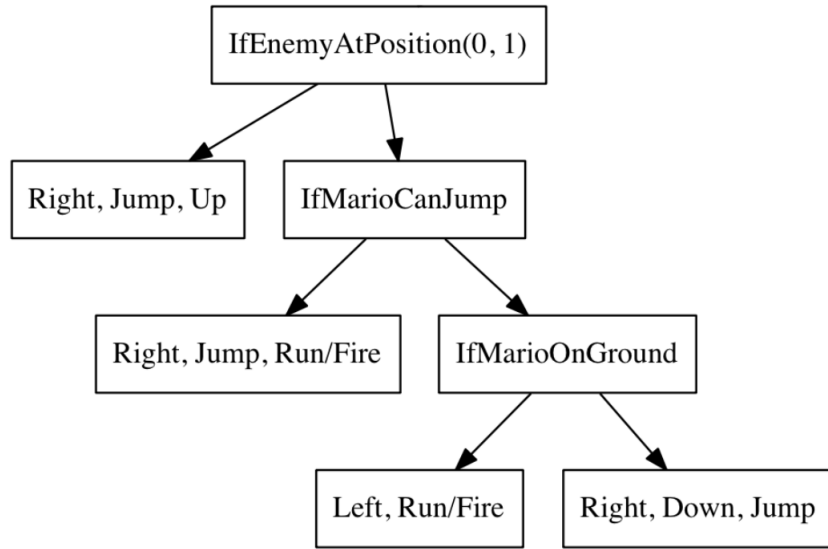 IfEnemyAtPosition(0, 1)
Right, Jump, Up
IfMarioCanJump
Right, Jump, Run/Fire
IfMarioOnGround
Left, Run/Fire
Right, Down, Jump